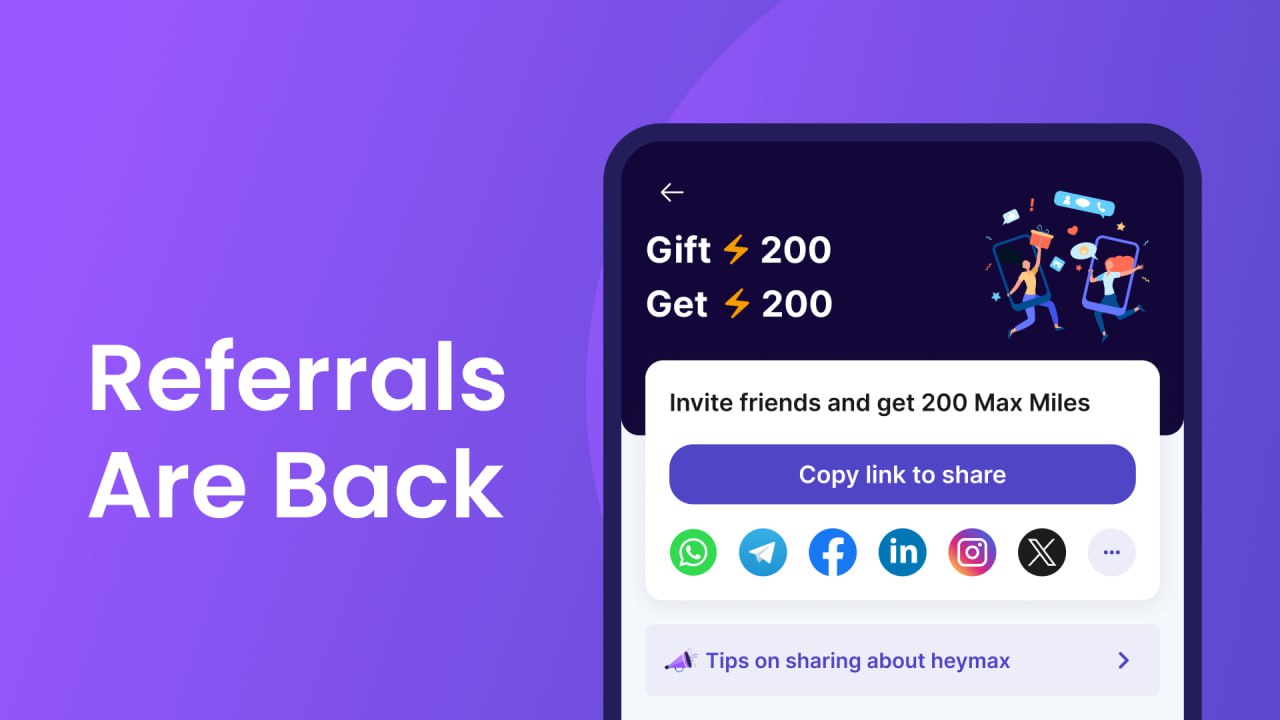 Referrals
Are Back
Gift ⚡ 200
Get ⚡ 200
Invite friends and get 200 Max Miles
Copy link to share
in
Tips on sharing about heymax